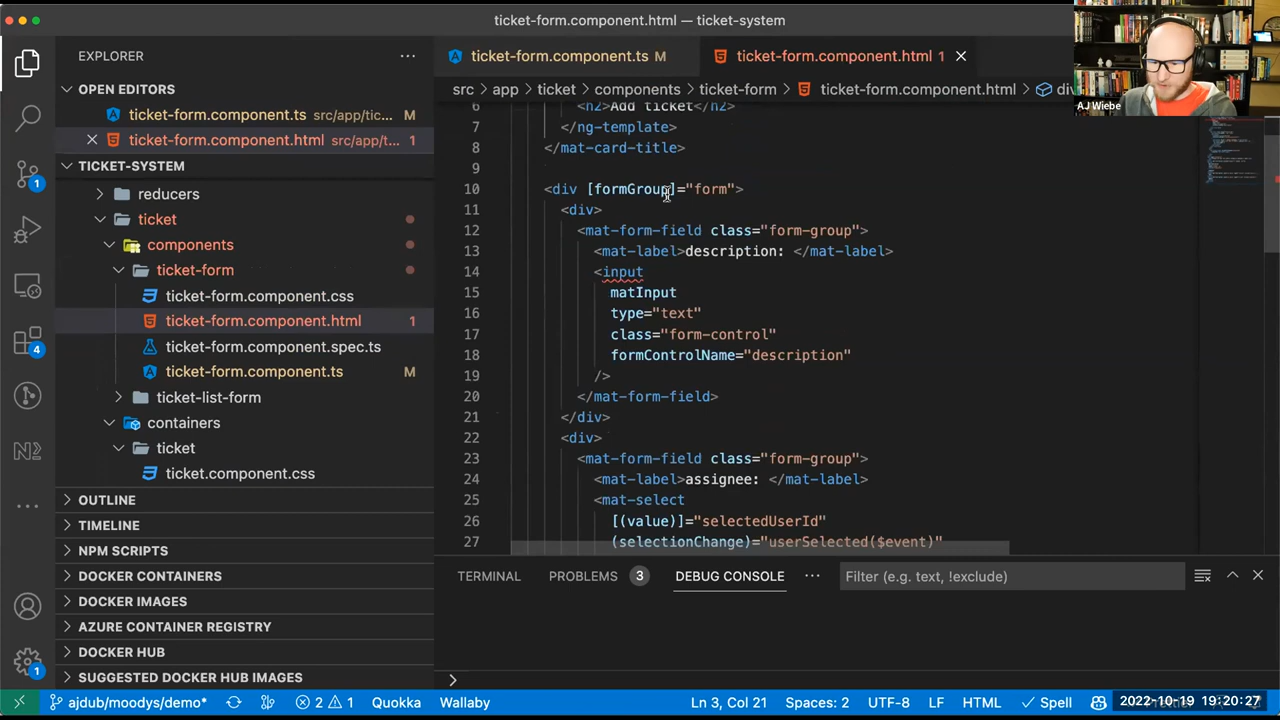 ticket-form.component.html — ticket-system
EXPLORER
OPEN EDITORS
ticket-form.component.ts src/app/tic... M
ticket-form.component.html src/app/t... 1
TICKET-SYSTEM
reducers
ticket
components
ticket-form
ticket-form.component.css
ticket-form.component.html 1
ticket-form.component.spec.ts
ticket-form.component.ts M
ticket-list-form
containers
ticket
ticket.component.css
OUTLINE
TIMELINE
NPM SCRIPTS
DOCKER CONTAINERS
DOCKER IMAGES
AZURE CONTAINER REGISTRY
DOCKER HUB
SUGGESTED DOCKER HUB IMAGES
1
4
1
ticket-form.component.ts M
ticket-form.component.html 1
src › app › ticket › components › ticket-form › ticket-form.component.html › di
6 <h2>Add ticket</h2>
7 </ng-template>
8 </mat-card-title>
9
10 <div [formGroup]="form">
11 <div>
12 <mat-form-field class="form-group">
13 <mat-label>description: </mat-label>
14 <input
15 matInput
16 type="text"
17 class="form-control"
18 formControlName="description"
19 />
20 </mat-form-field>
21 </div>
22 <div>
23 <mat-form-field class="form-group">
24 <mat-label>assignee: </mat-label>
25 <mat-select
26 [(value)]="selectedUserId"
27 (selectionChange)="userSelected($event)"
AJ Wiebe
TERMINAL PROBLEMS 3 DEBUG CONSOLE ... Filter (e.g. text, !exclude)
ajdub/moodys/demo* 2 1 Quokka Wallaby Ln 3, Col 21 Spaces: 2 UTF-8 LF HTML Spell
2022-10-19 19:20:27